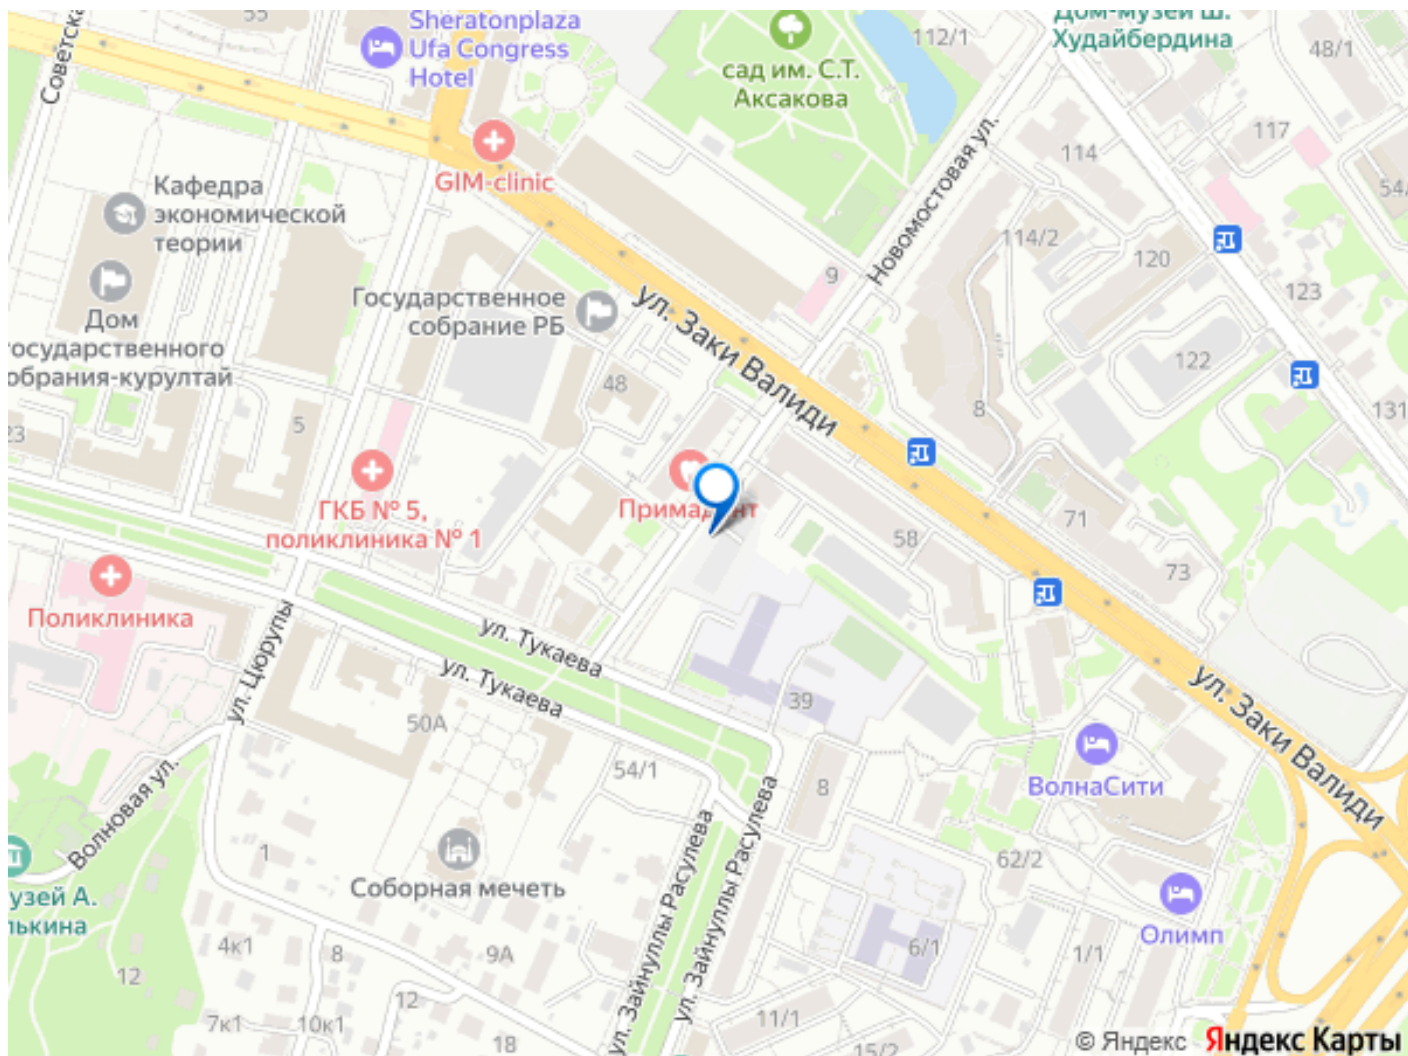 55
Советска
Sheratonplaza
Ufa Congress
Hotel
112/1
Дом-музей Ш.
Худайбердина
48/1
сад им. С.Т.
Аксакова
117
114
54
GIM-clinic
Кафедра
экономической
теории
Новомостовая ул.
114/2
120
9
123
Государственное
собрание РБ
Дом
государственного
обрания-курултай
ул. Заки Валиди
122
48
8
131
5
23
ГКБ № 5,
поликлиника № 1
Примадент
71
58
73
Поликлиника
ул. Цюрупы
ул. Тукаева
ул. Тукаева
39
ул. Заки Валиди
50А
54/1
Волновая ул.
8
ВолнаСити
1
Соборная мечеть
62/2
узей А.
лькина
ул. Зайнуллы Расулева
ул. Зайнуллы Расулева
Олимп
4к1
8
9А
6/1
1/1
12
12
7к1
10к1
18
11/1
15/2
© Яндекс Яндекс Карты